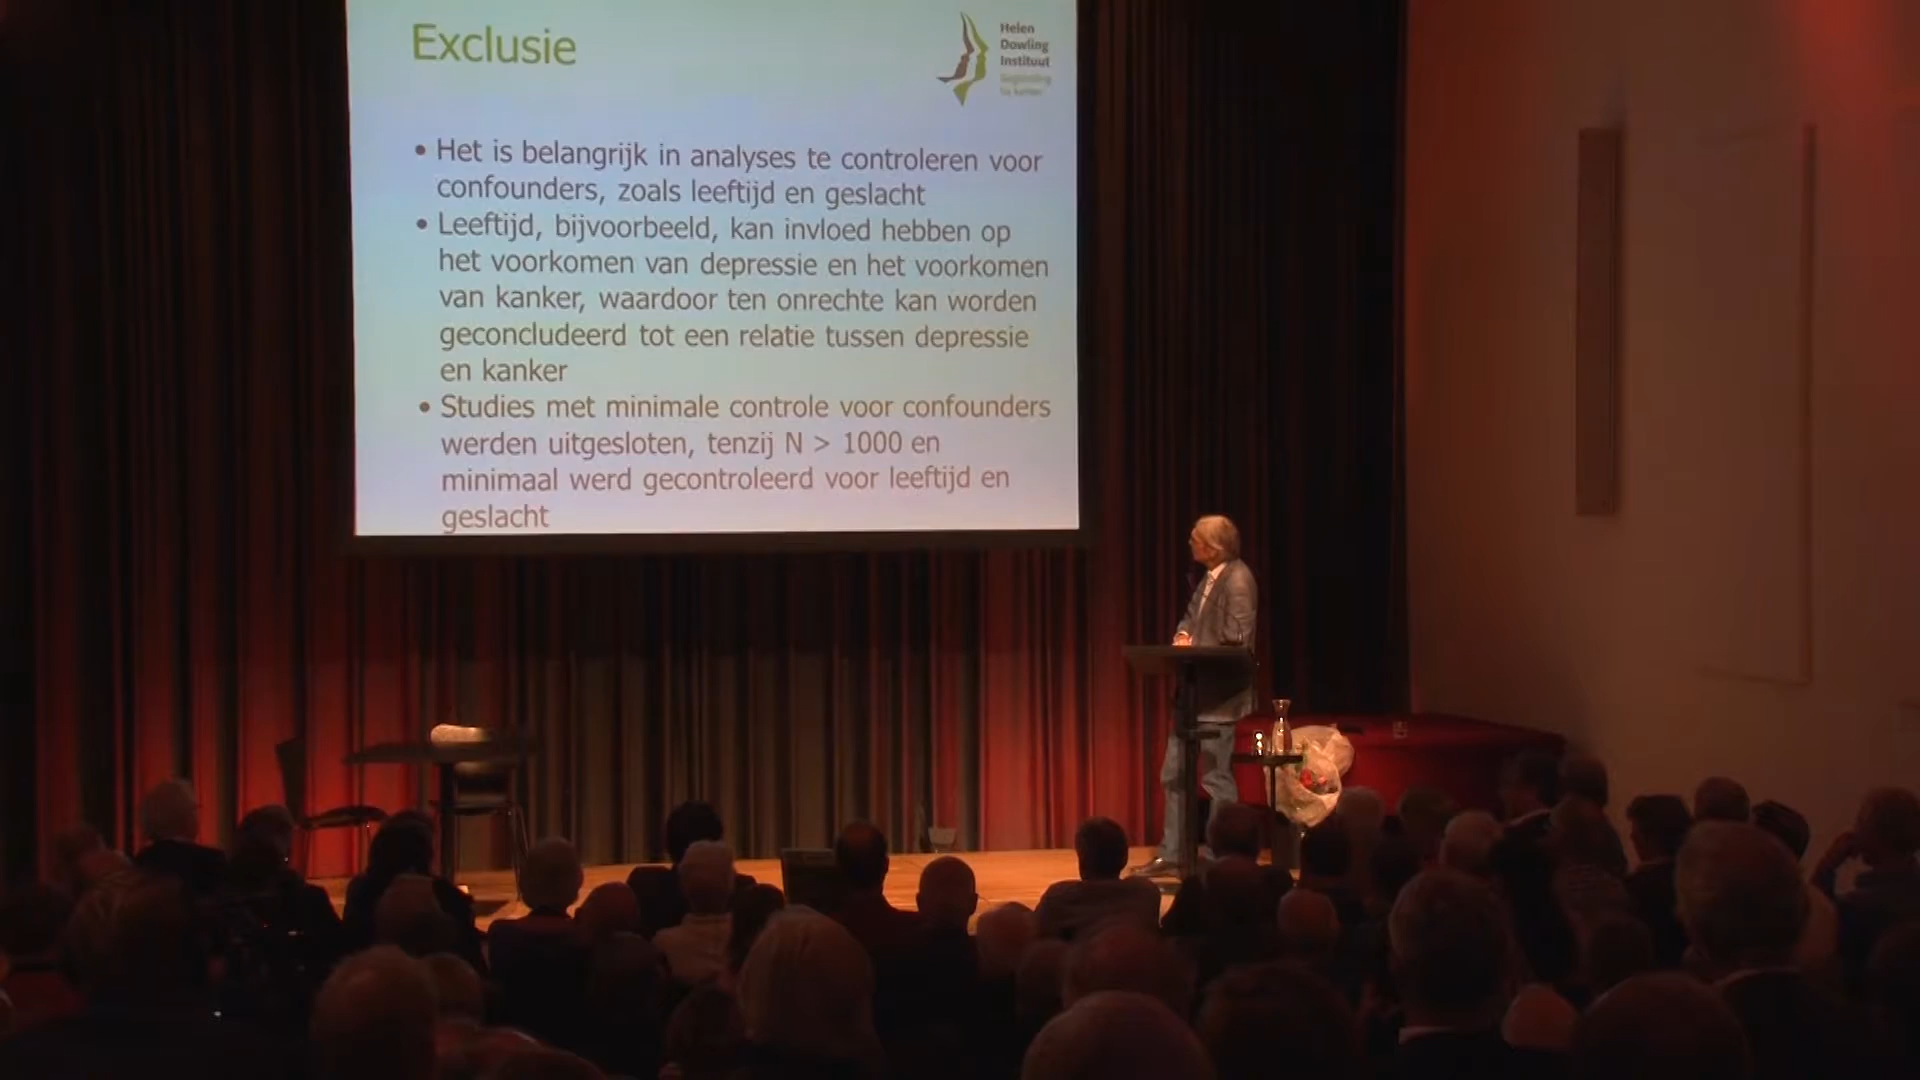 Exclusie
Helen
Dowling
Instituut
Begeleiding
bij kanker
• Het is belangrijk in analyses te controleren voor
confounders, zoals leeftijd en geslacht
• Leeftijd, bijvoorbeeld, kan invloed hebben op
het voorkomen van depressie en het voorkomen
van kanker, waardoor ten onrechte kan worden
geconcludeerd tot een relatie tussen depressie
en kanker
• Studies met minimale controle voor confounders
werden uitgesloten, tenzij N > 1000 en
minimaal werd gecontroleerd voor leeftijd en
geslacht